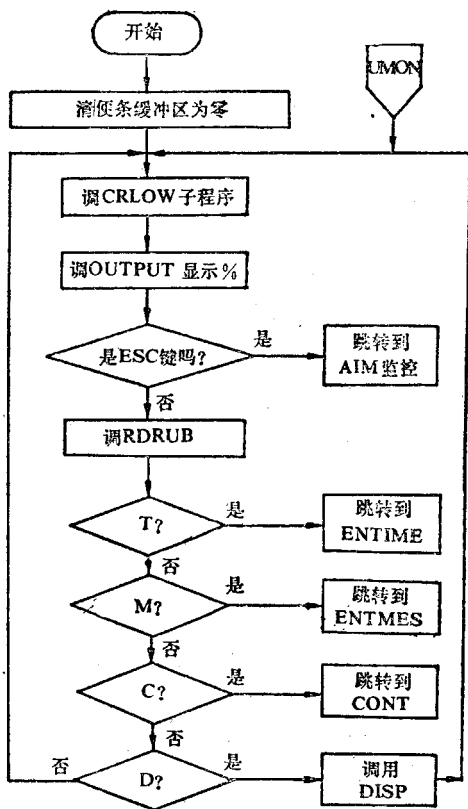 开始
UMON
清便条缓冲区为零
调CRLOW子程序
调OUTPUT 显示%
是ESC键吗?
是
跳转到
AIM监控
否
调RDRUB
T?
是
跳转到
ENTIME
否
M?
是
跳转到
ENTMES
否
C?
是
跳转到
CONT
否
否
D?
是
调用
DISP